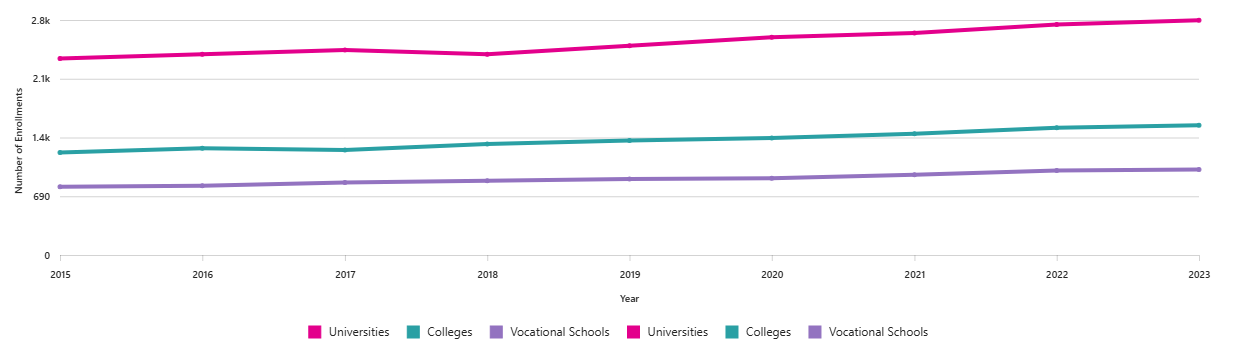 2.8k
2.1k
1.4k
690
0
Number of Enrollments
2015 2016 2017 2018 2019 2020 2021 2022 2023
Year
Universities Colleges Vocational Schools Universities Colleges Vocational Schools